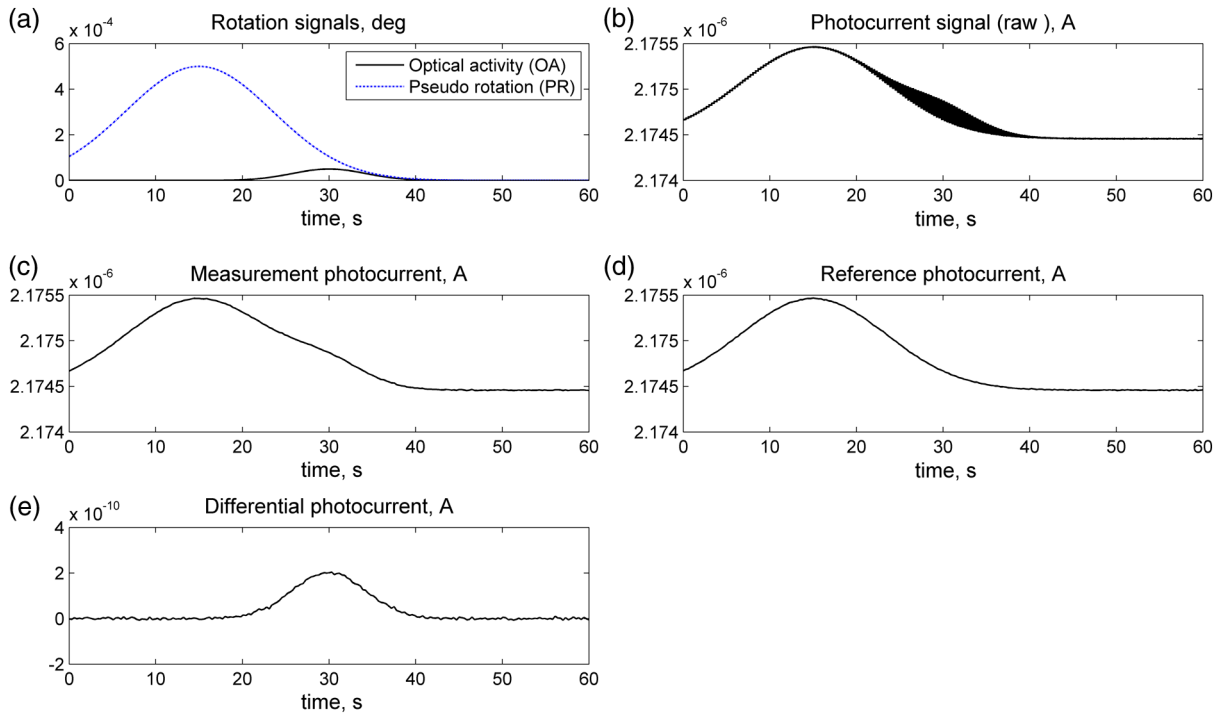 (a)
Rotation signals, deg
x 10-4
6
4
2
0
Optical activity (OA)
Pseudo rotation (PR)
0 10 20 30 40 50 60
time, s
(b)
Photocurrent signal (raw ), A
x 10-6
2.1755
2.175
2.1745
2.174
0 10 20 30 40 50 60
time, s
(c)
Measurement photocurrent, A
x 10-6
2.1755
2.175
2.1745
2.174
0 10 20 30 40 50 60
time, s
(d)
Reference photocurrent, A
x 10-6
2.1755
2.175
2.1745
2.174
0 10 20 30 40 50 60
time, s
(e)
Differential photocurrent, A
x 10-10
4
2
0
-2
0 10 20 30 40 50 60
time, s